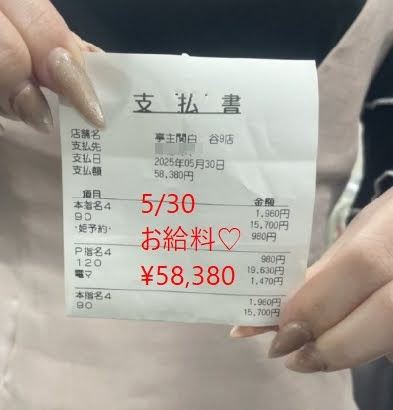 支払書
店舗名 亭主関白 谷9店
支払先
支払日 2025年05月30日
支払額 58,380円
項目 金額
本指名4 1,960円
90 15,700円
・姫予約 980円
P指名4 980円
120 19,630円
電マ 1,470円
本指名4 1,960円
90 15,700円
5/30
お給料♡
¥58,380